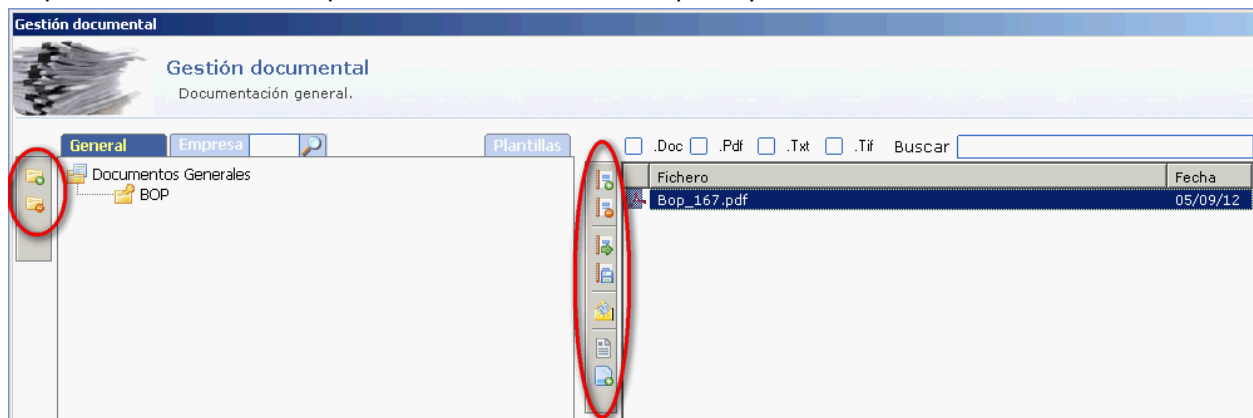 Gestión documental
Gestión documental
Documentación general.
General Empresa Plantillas
.Doc .Pdf .Txt .Tif Buscar
Documentos Generales
BOP
Fichero Fecha
Bop_167.pdf 05/09/12